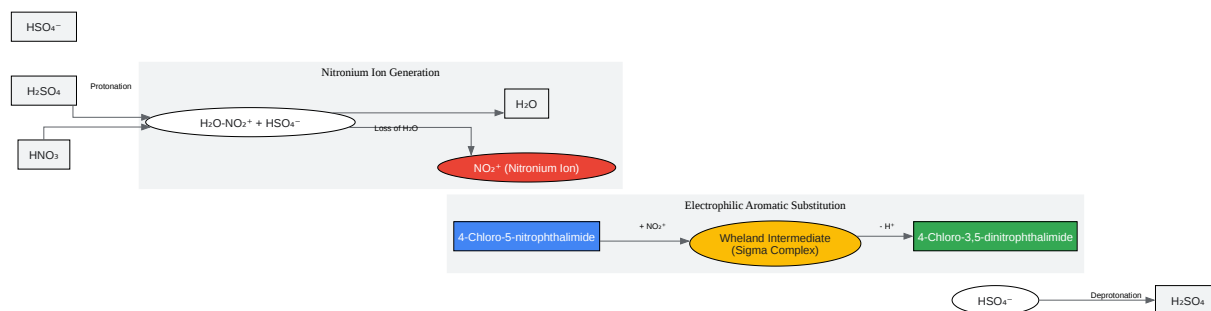 HSO₄⁻
Nitronium Ion Generation
H₂SO₄
Protonation
H₂O
H₂O-NO₂⁺ + HSO₄⁻
Loss of H₂O
HNO₃
NO₂⁺ (Nitronium Ion)
Electrophilic Aromatic Substitution
4-Chloro-5-nitrophthalimide
+ NO₂⁺
Wheland Intermediate
(Sigma Complex)
- H⁺
4-Chloro-3,5-dinitrophthalimide
HSO₄⁻
Deprotonation
H₂SO₄